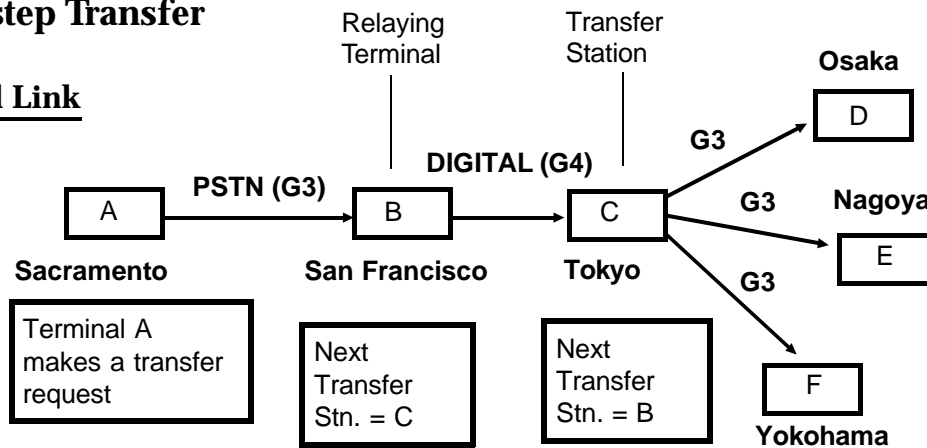 step Transfer
Link
Relaying
Terminal
Transfer
Station
Osaka
D
G3
DIGITAL (G4)
PSTN (G3)
A
B
C
G3
Nagoya
E
Sacramento
San Francisco
Tokyo
G3
Terminal A
makes a transfer
request
Next
Transfer
Stn. = C
Next
Transfer
Stn. = B
F
Yokohama